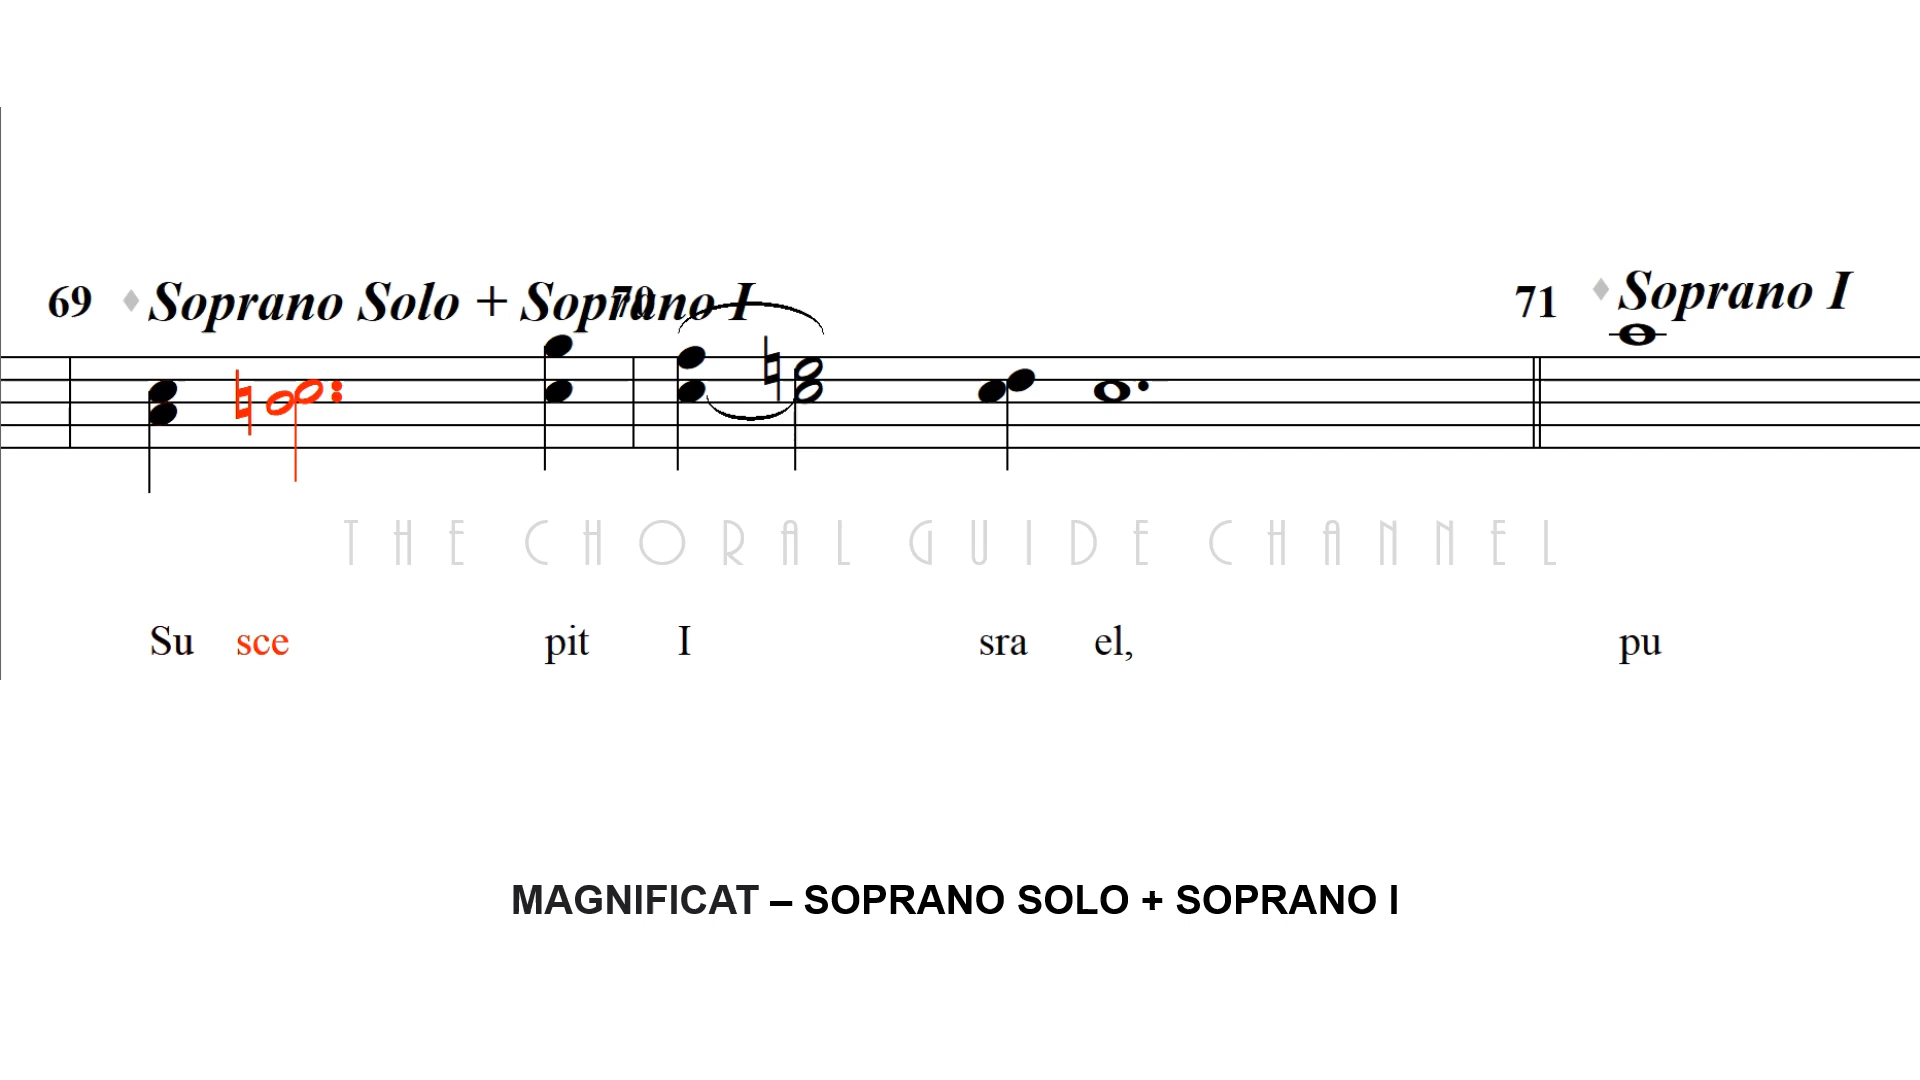 69 Soprano Solo + Soprano I 70 71 Soprano I
THE CHORAL GUIDE CHANNEL
Su sce pit I sra el, pu
MAGNIFICAT – SOPRANO SOLO + SOPRANO I